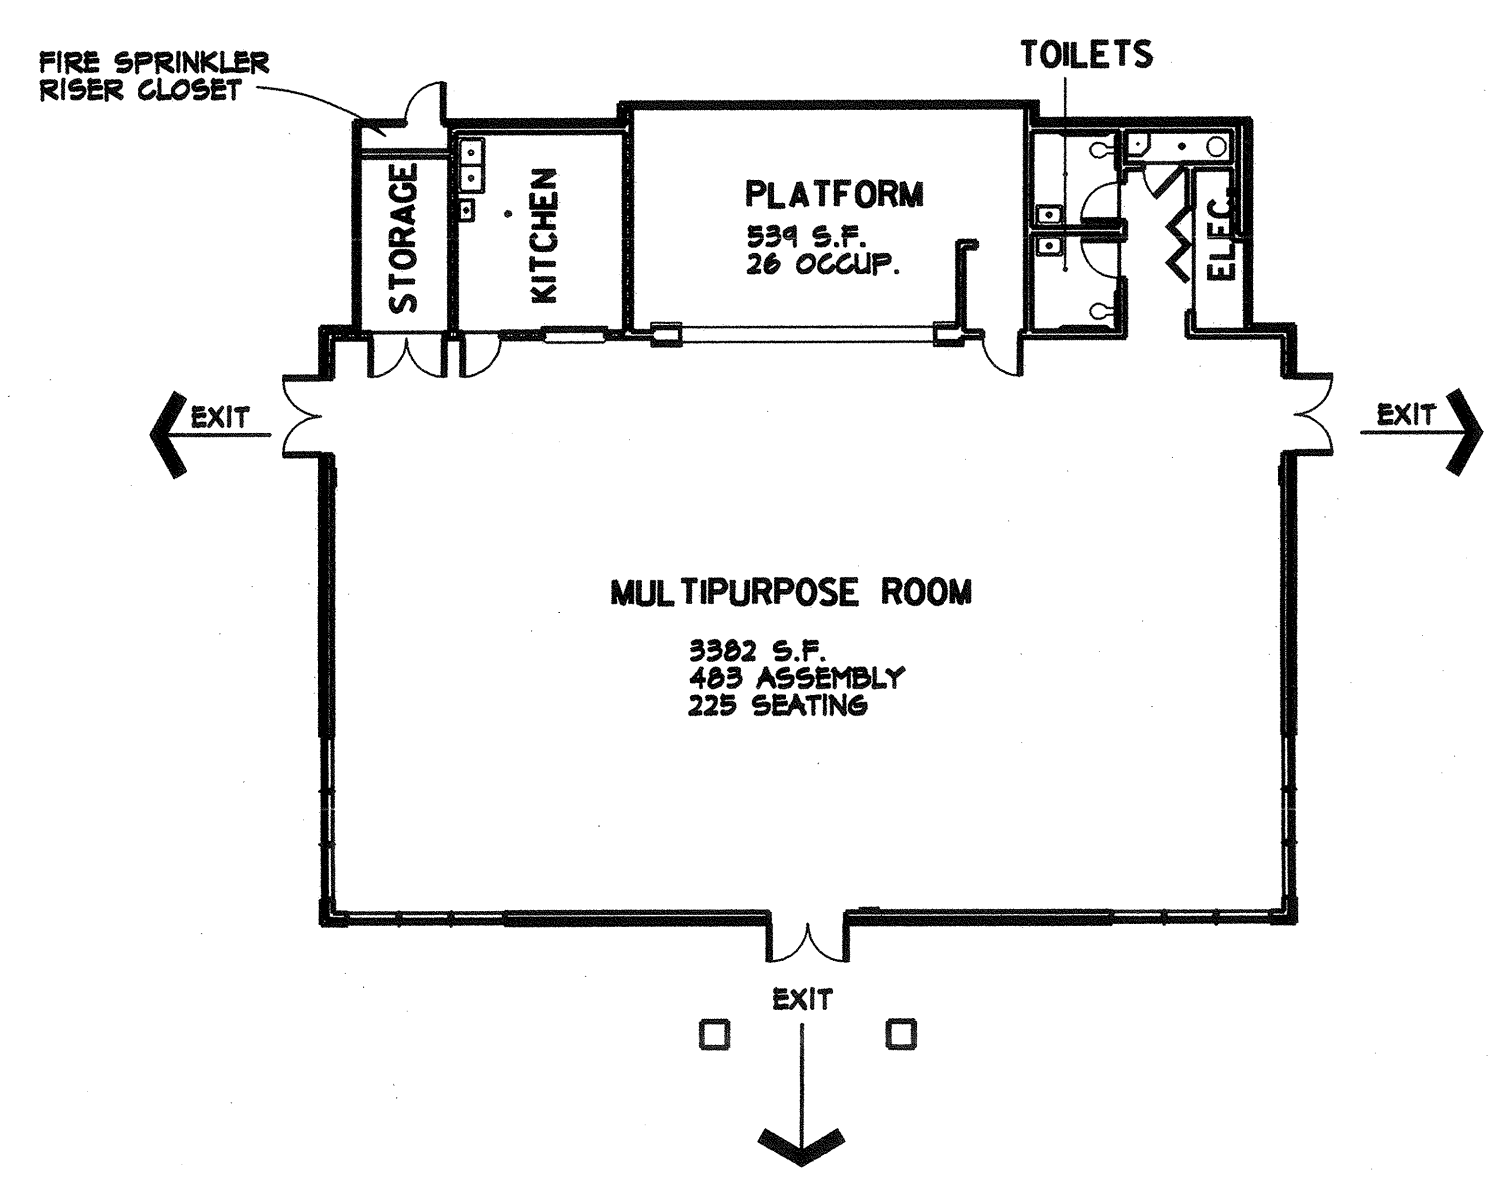 FIRE SPRINKLER
RISER CLOSET
TOILETS
STORAGE
KITCHEN
PLATFORM
539 S.F.
26 OCCUP.
ELEC.
EXIT
EXIT
MULTIPURPOSE ROOM
3382 S.F.
483 ASSEMBLY
225 SEATING
EXIT